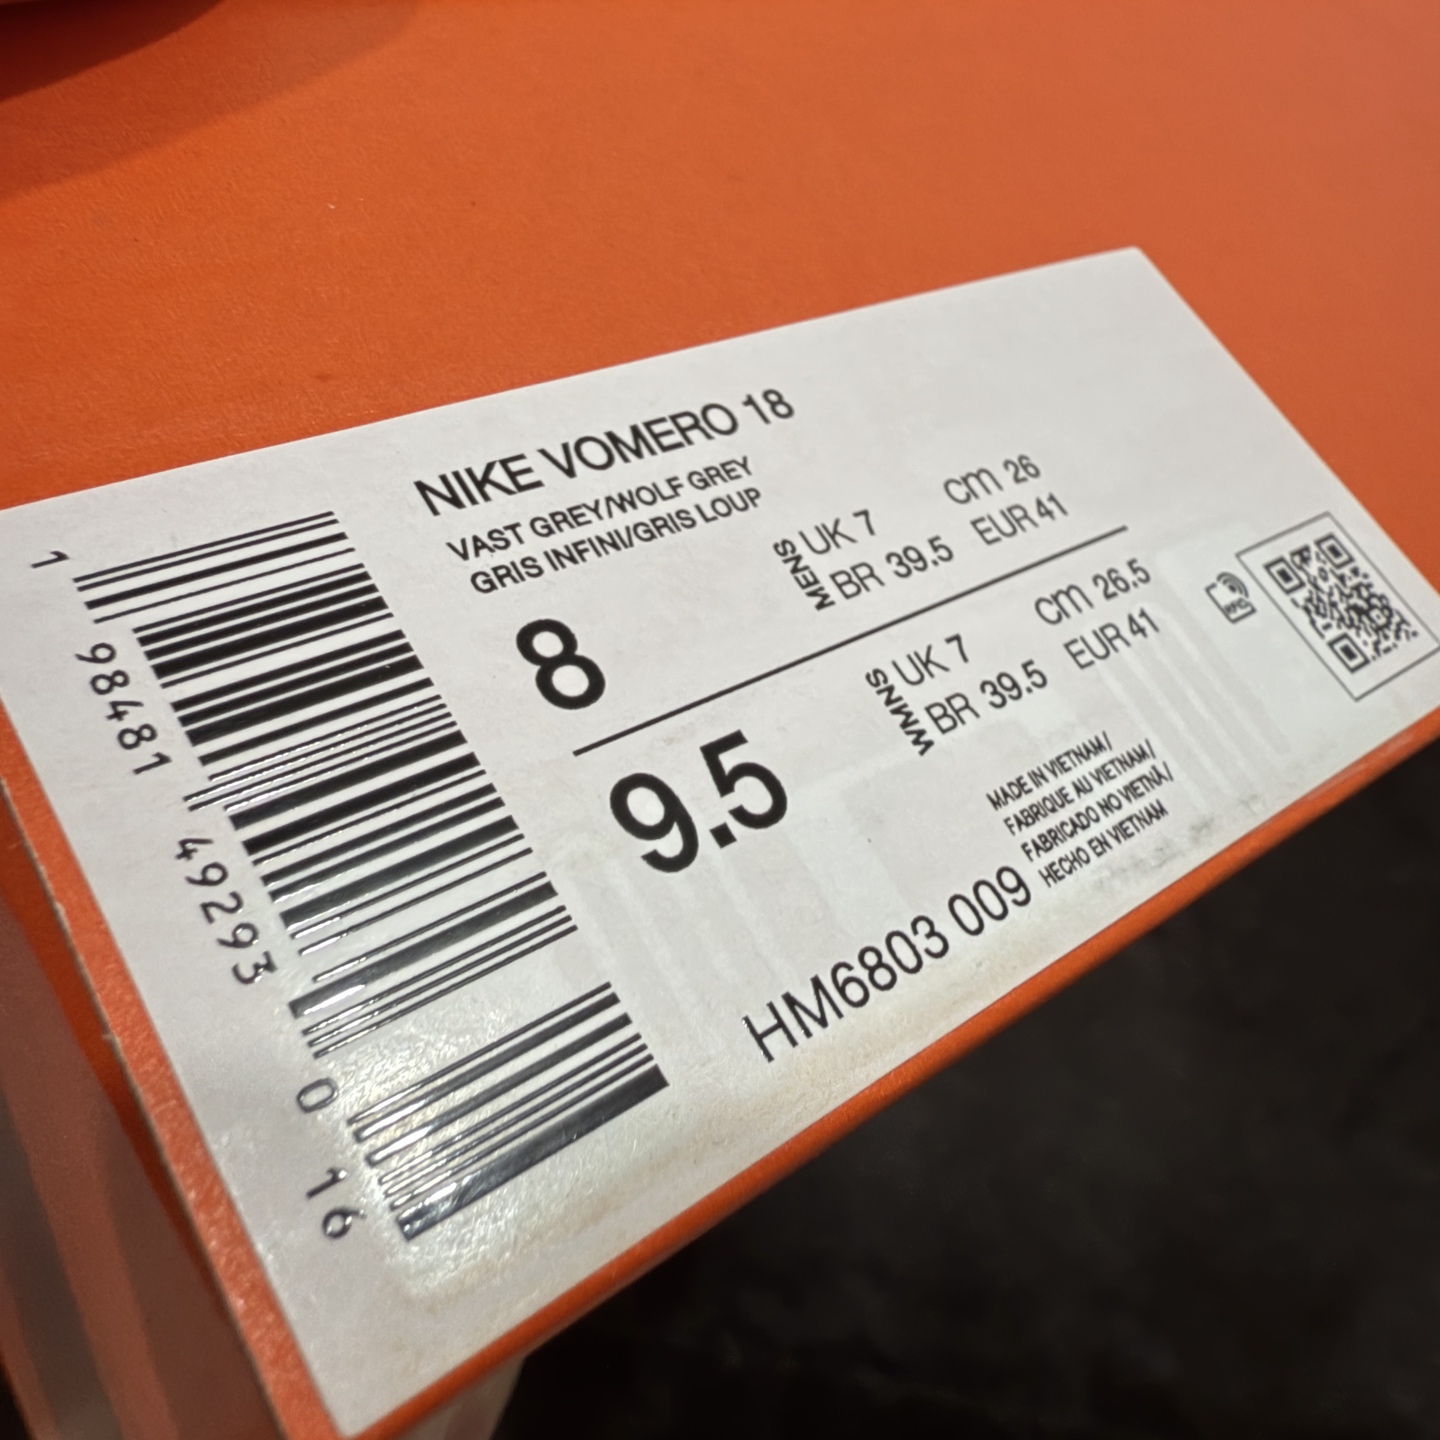 NIKE VOMERO 18
VAST GREY/WOLF GREY
GRIS INFINI/GRIS LOUP
8
MENS
UK 7 cm 26
BR 39.5 EUR 41
9.5
WMNS
UK 7 cm 26.5
BR 39.5 EUR 41
MADE IN VIETNAM/
FABRIQUE AU VIETNAM/
FABRICADO NO VIETNÃ/
HECHO EN VIETNAM
HM6803 009
1 98481 49293 0 16